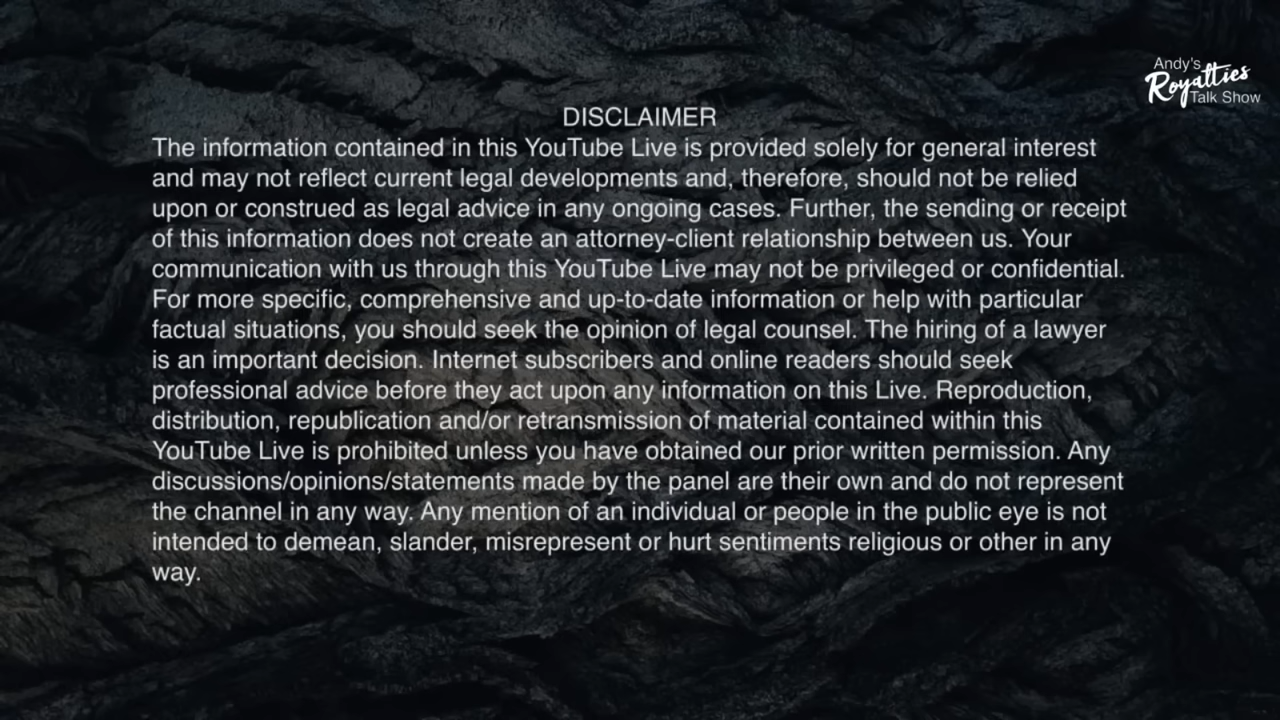 Andy's
Royalties
Talk Show
DISCLAIMER
The information contained in this YouTube Live is provided solely for general interest
and may not reflect current legal developments and, therefore, should not be relied
upon or construed as legal advice in any ongoing cases. Further, the sending or receipt
of this information does not create an attorney-client relationship between us. Your
communication with us through this YouTube Live may not be privileged or confidential.
For more specific, comprehensive and up-to-date information or help with particular
factual situations, you should seek the opinion of legal counsel. The hiring of a lawyer
is an important decision. Internet subscribers and online readers should seek
professional advice before they act upon any information on this Live. Reproduction,
distribution, republication and/or retransmission of material contained within this
YouTube Live is prohibited unless you have obtained our prior written permission. Any
discussions/opinions/statements made by the panel are their own and do not represent
the channel in any way. Any mention of an individual or people in the public eye is not
intended to demean, slander, misrepresent or hurt sentiments religious or other in any
way.